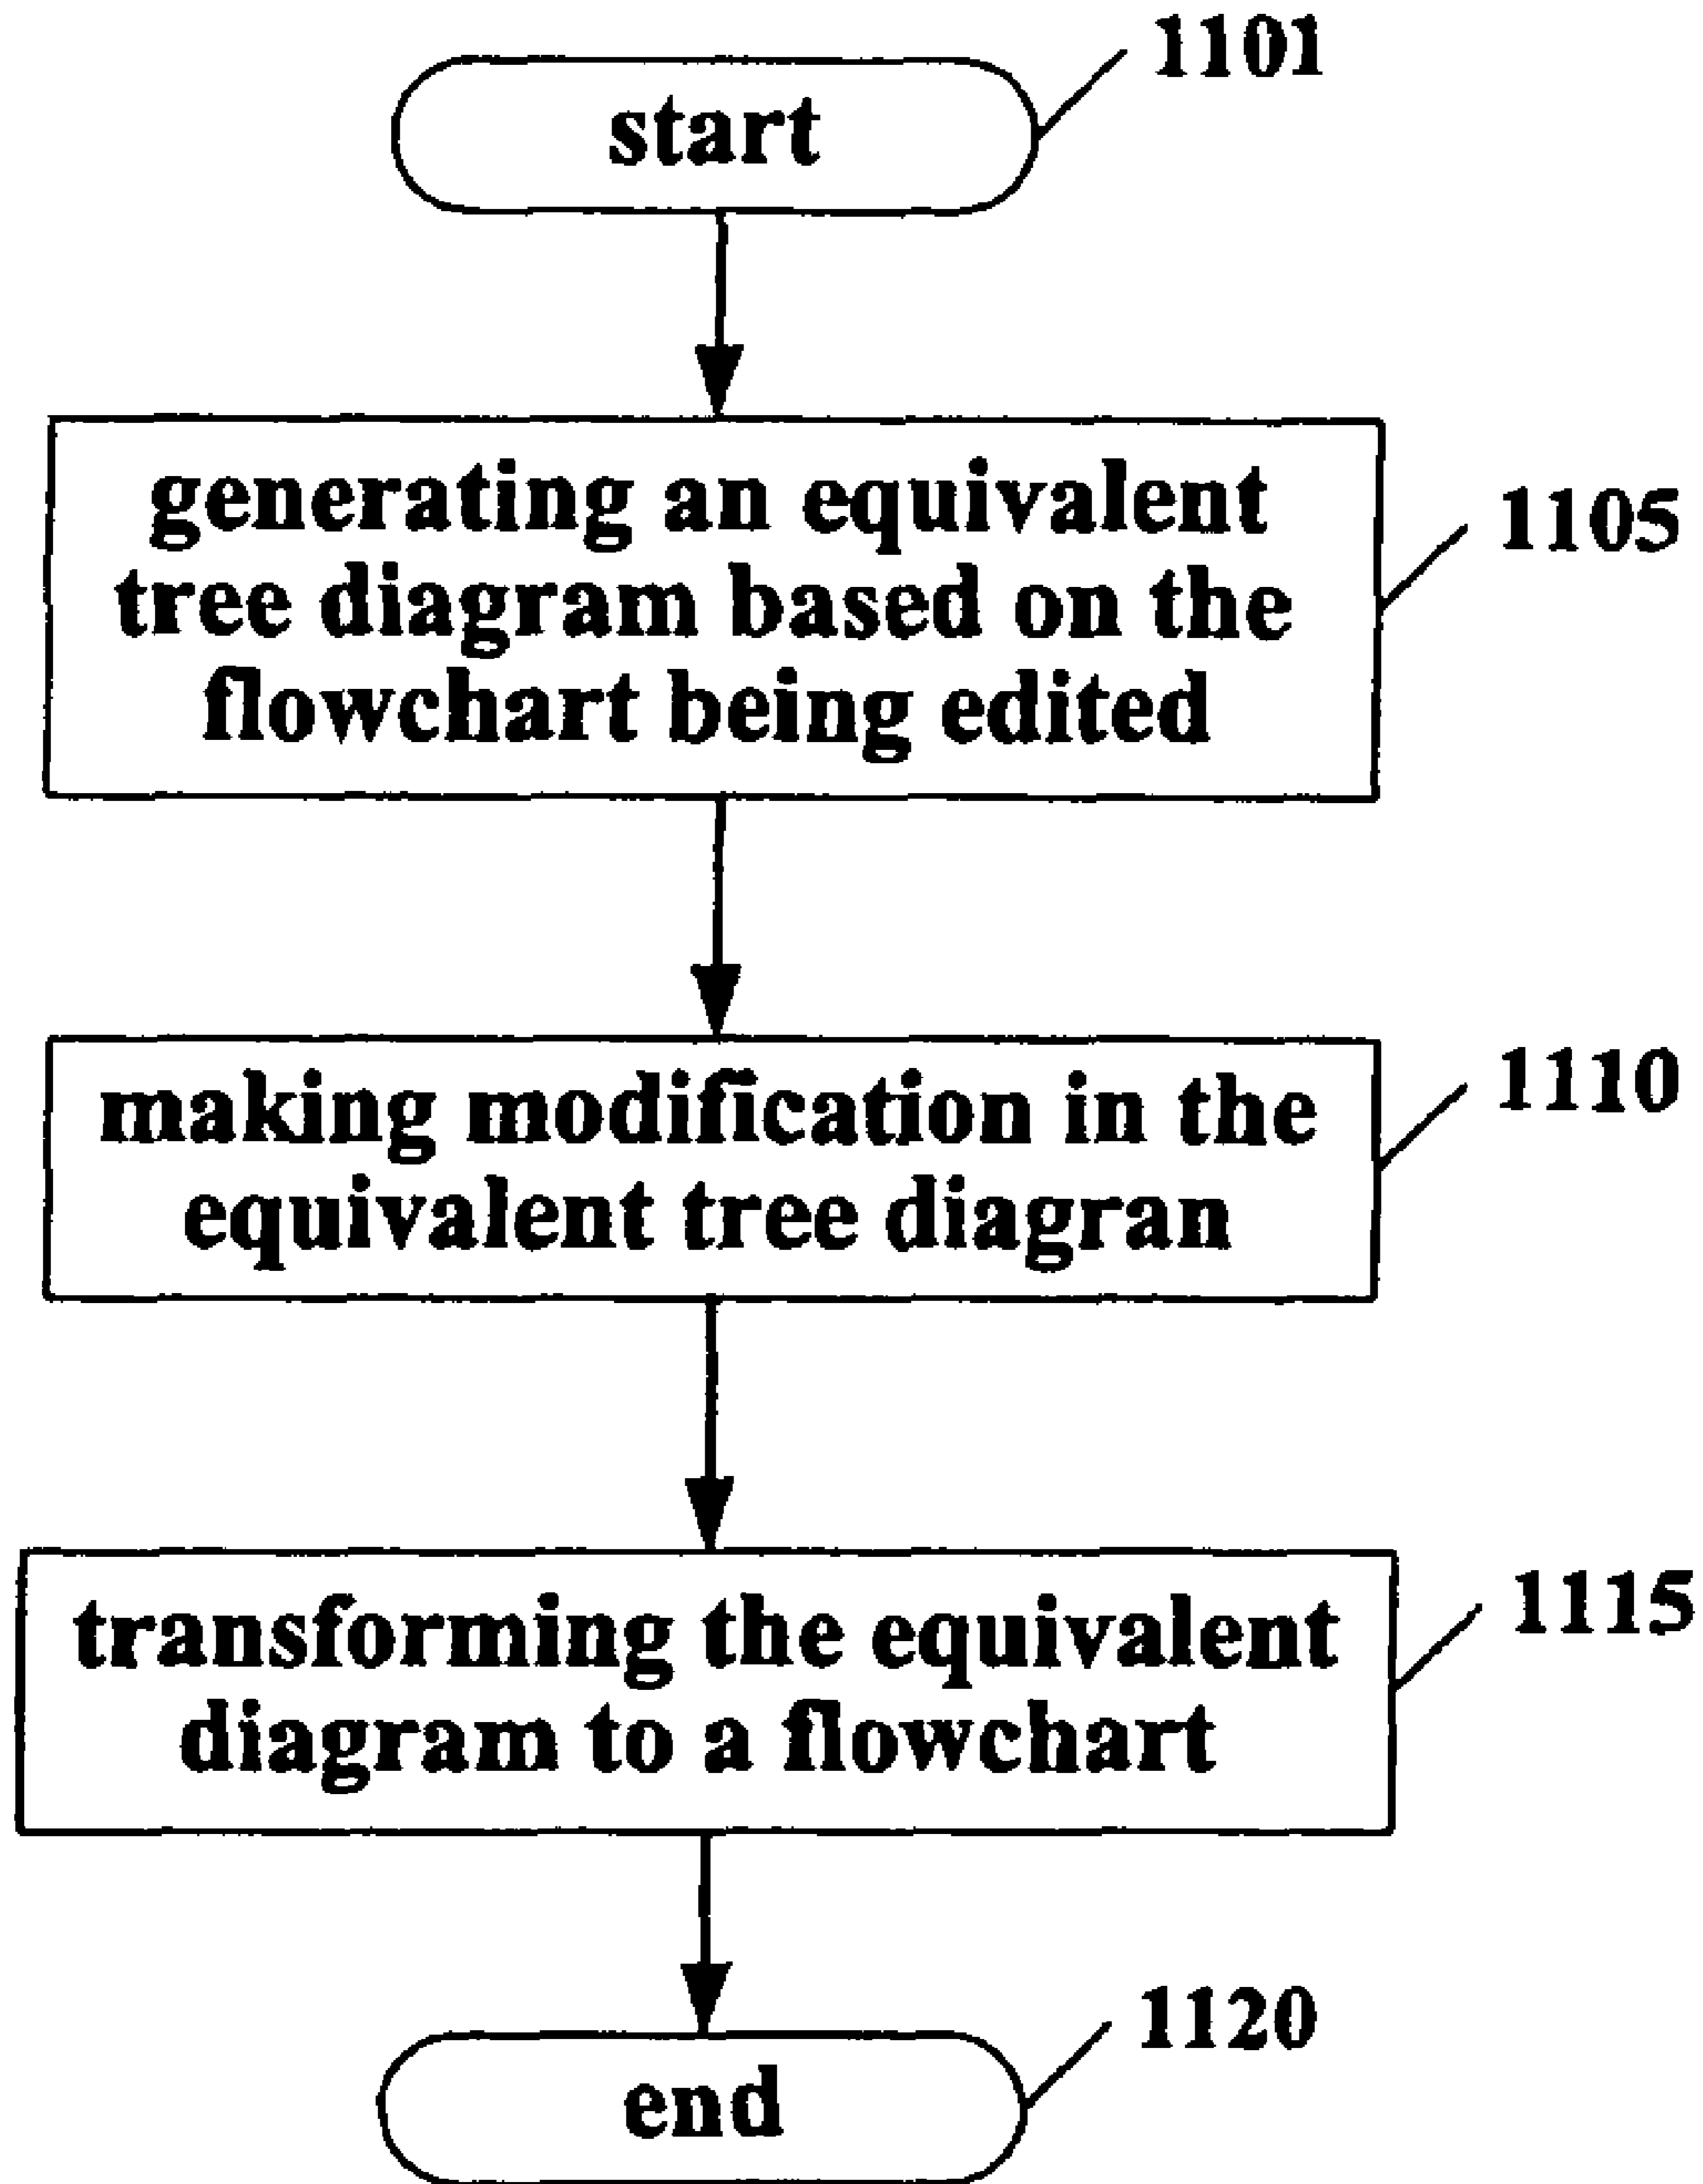 1101
start
generating an equivalent
tree diagram based on the
flowchart being edited
1105
making modification in the
equivalent tree diagran
1110
transforming the equivalent
diagram to a flowchart
1115
1120
end